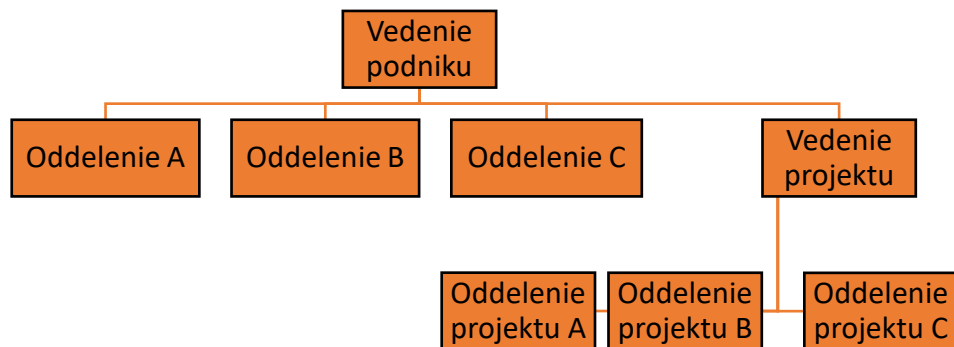 Vedenie
podniku
Oddelenie A
Oddelenie B
Oddelenie C
Vedenie
projektu
Oddelenie
projektu A
Oddelenie
projektu B
Oddelenie
projektu C